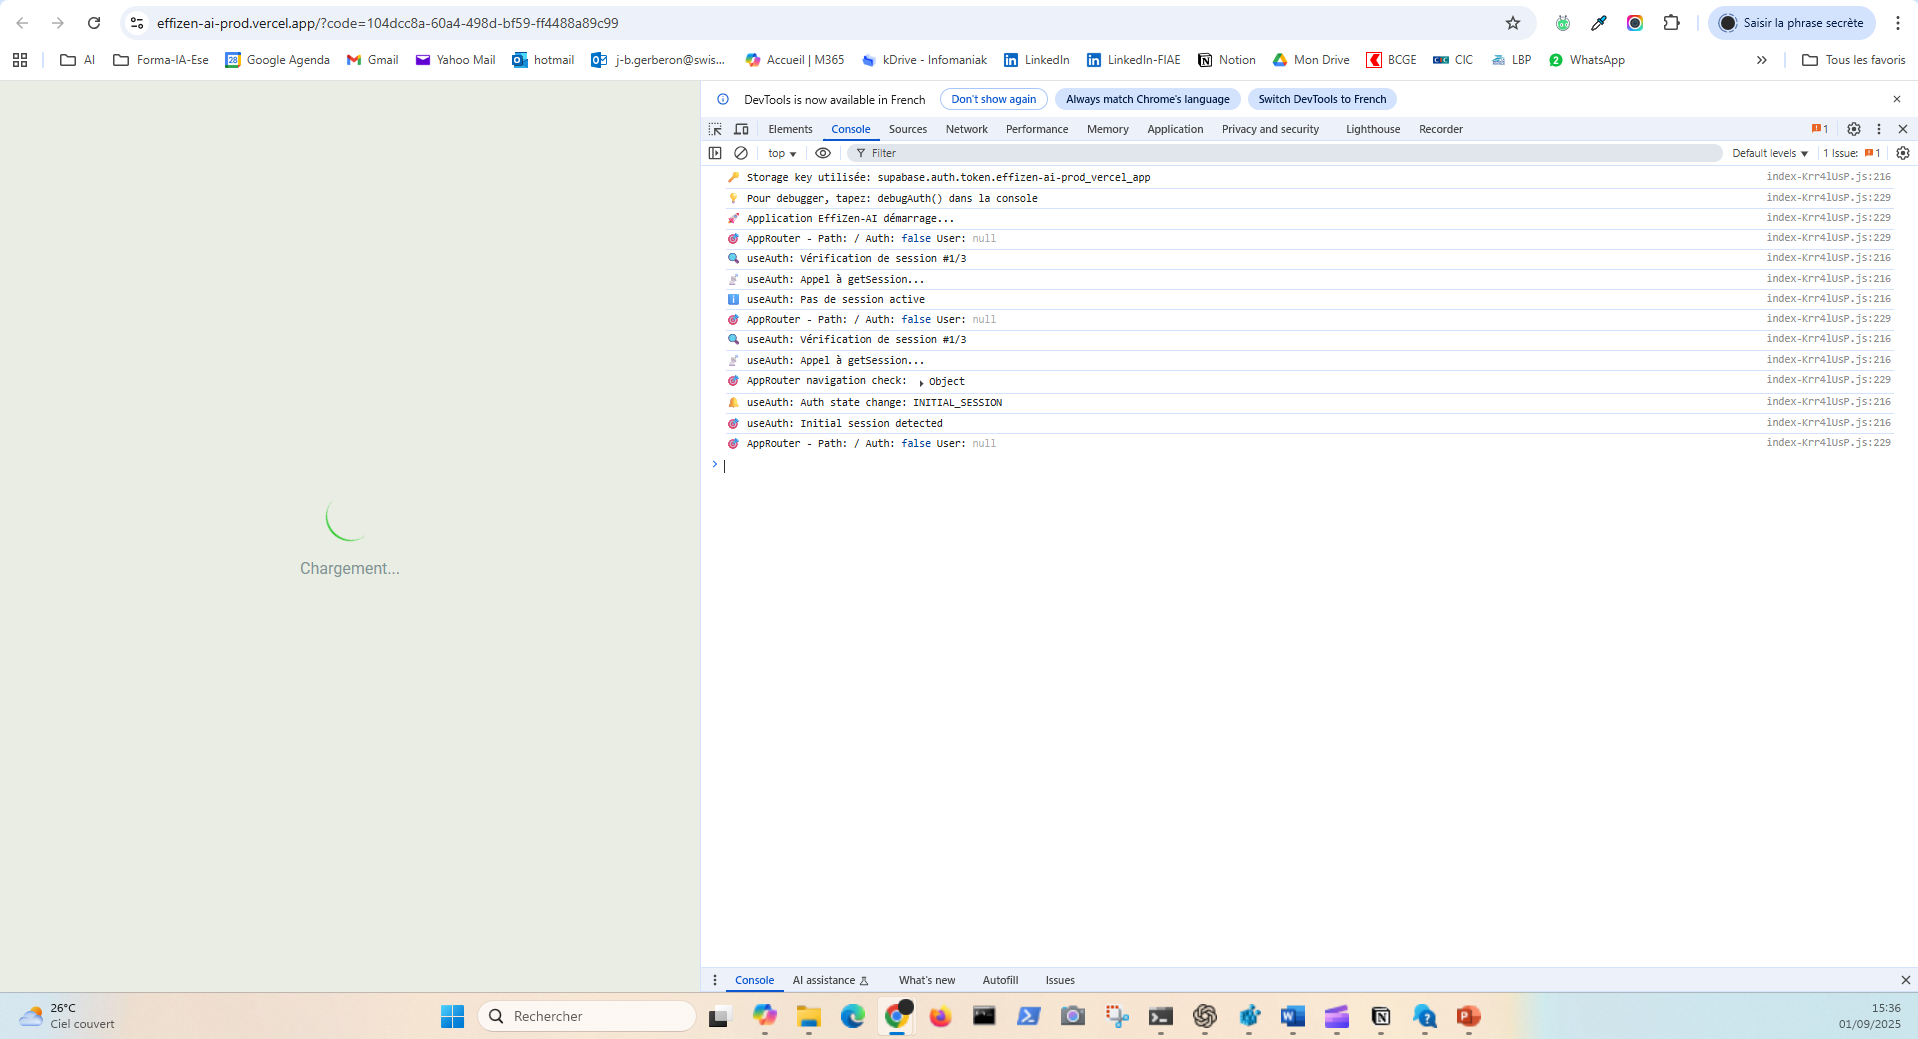 effizen-ai-prod.vercel.app/?code=104dcc8a-60a4-498d-bf59-ff4488a89c99
Saisir la phrase secrète
AI
Forma-IA-Ese
28
Google Agenda
Gmail
Yahoo Mail
hotmail
j-b.gerberon@swis...
Accueil | M365
kDrive - Infomaniak
LinkedIn
LinkedIn-FIAE
Notion
Mon Drive
BCGE
CIC
LBP
2
WhatsApp
Tous les favoris
DevTools is now available in French
Don't show again
Always match Chrome's language
Switch DevTools to French
Elements
Console
Sources
Network
Performance
Memory
Application
Privacy and security
Lighthouse
Recorder
1
top
Filter
Default levels
1 Issue: 1
Storage key utilisée: supabase.auth.token.effizen-ai-prod_vercel_app index-Krr4lUsP.js:216
Pour debugger, tapez: debugAuth() dans la console index-Krr4lUsP.js:229
Application EffiZen-AI démarrage... index-Krr4lUsP.js:229
AppRouter - Path: / Auth: false User: null index-Krr4lUsP.js:229
useAuth: Vérification de session #1/3 index-Krr4lUsP.js:216
useAuth: Appel à getSession... index-Krr4lUsP.js:216
useAuth: Pas de session active index-Krr4lUsP.js:216
AppRouter - Path: / Auth: false User: null index-Krr4lUsP.js:229
useAuth: Vérification de session #1/3 index-Krr4lUsP.js:216
useAuth: Appel à getSession... index-Krr4lUsP.js:216
AppRouter navigation check: Object index-Krr4lUsP.js:229
useAuth: Auth state change: INITIAL_SESSION index-Krr4lUsP.js:216
useAuth: Initial session detected index-Krr4lUsP.js:216
AppRouter - Path: / Auth: false User: null index-Krr4lUsP.js:229
Chargement...
Console
AI assistance
What's new
Autofill
Issues
26°C
Ciel couvert
Rechercher
15:36
01/09/2025